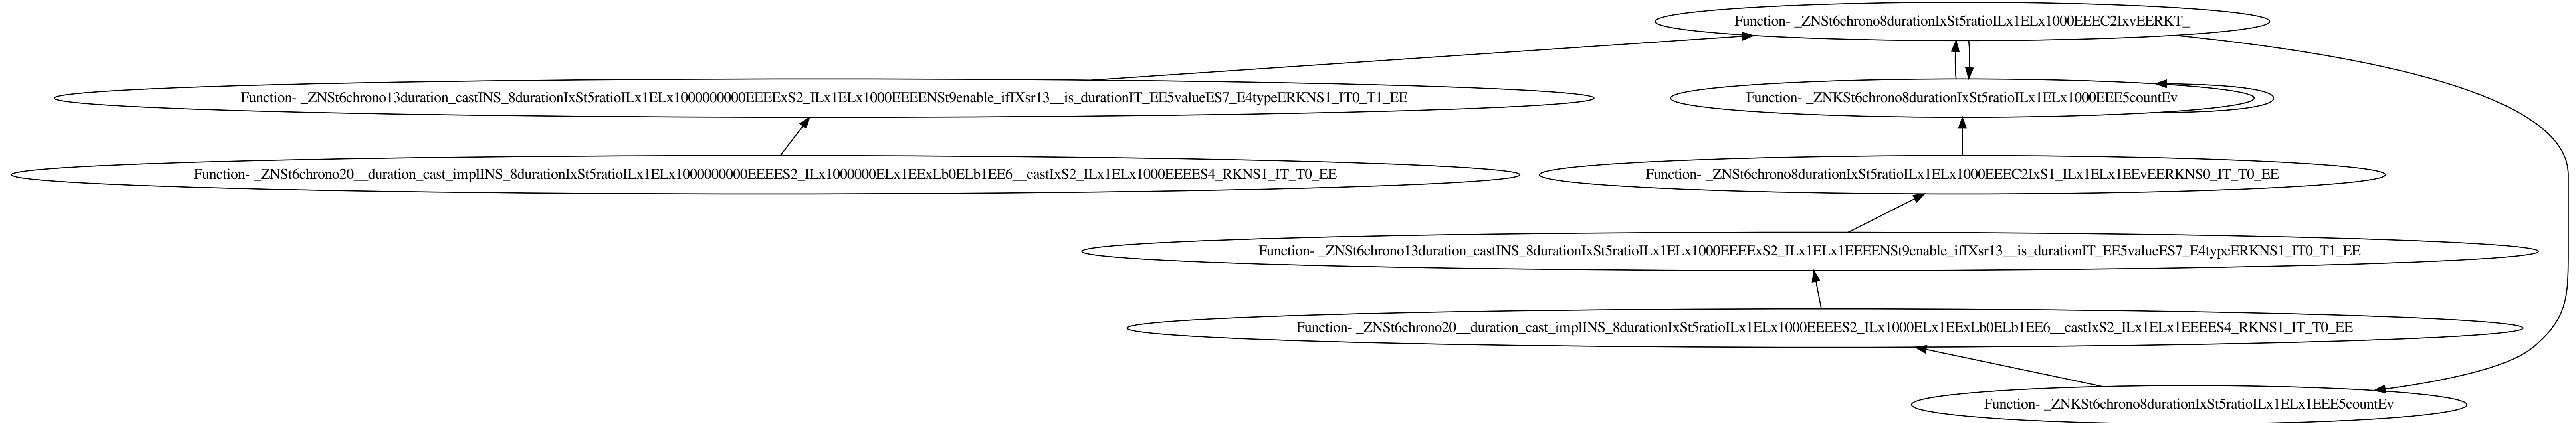 Function- _ZNSt6chrono8durationIxSt5ratioILx1ELx1000EEEC2IxvEERKT_
Function- _ZNSt6chrono13duration_castINS_8durationIxSt5ratioILx1ELx1000000000EEEExS2_ILx1ELx1000EEEENSt9enable_ifIXsr13__is_durationIT_EE5valueES7_E4typeERKNS1_IT0_T1_EE
Function- _ZNKSt6chrono8durationIxSt5ratioILx1ELx1000EEE5countEv
Function- _ZNSt6chrono20__duration_cast_implINS_8durationIxSt5ratioILx1ELx1000000000EEEES2_ILx1000000ELx1EExLb0ELb1EE6__castIxS2_ILx1ELx1000EEEES4_RKNS1_IT_T0_EE
Function- _ZNSt6chrono8durationIxSt5ratioILx1ELx1000EEEC2IxS1_ILx1ELx1EEvEERKNS0_IT_T0_EE
Function- _ZNSt6chrono13duration_castINS_8durationIxSt5ratioILx1ELx1000EEEExS2_ILx1ELx1EEEENSt9enable_ifIXsr13__is_durationIT_EE5valueES7_E4typeERKNS1_IT0_T1_EE
Function- _ZNSt6chrono20__duration_cast_implINS_8durationIxSt5ratioILx1ELx1000EEEES2_ILx1000ELx1EExLb0ELb1EE6__castIxS2_ILx1ELx1EEEES4_RKNS1_IT_T0_EE
Function- _ZNKSt6chrono8durationIxSt5ratioILx1ELx1EEE5countEv